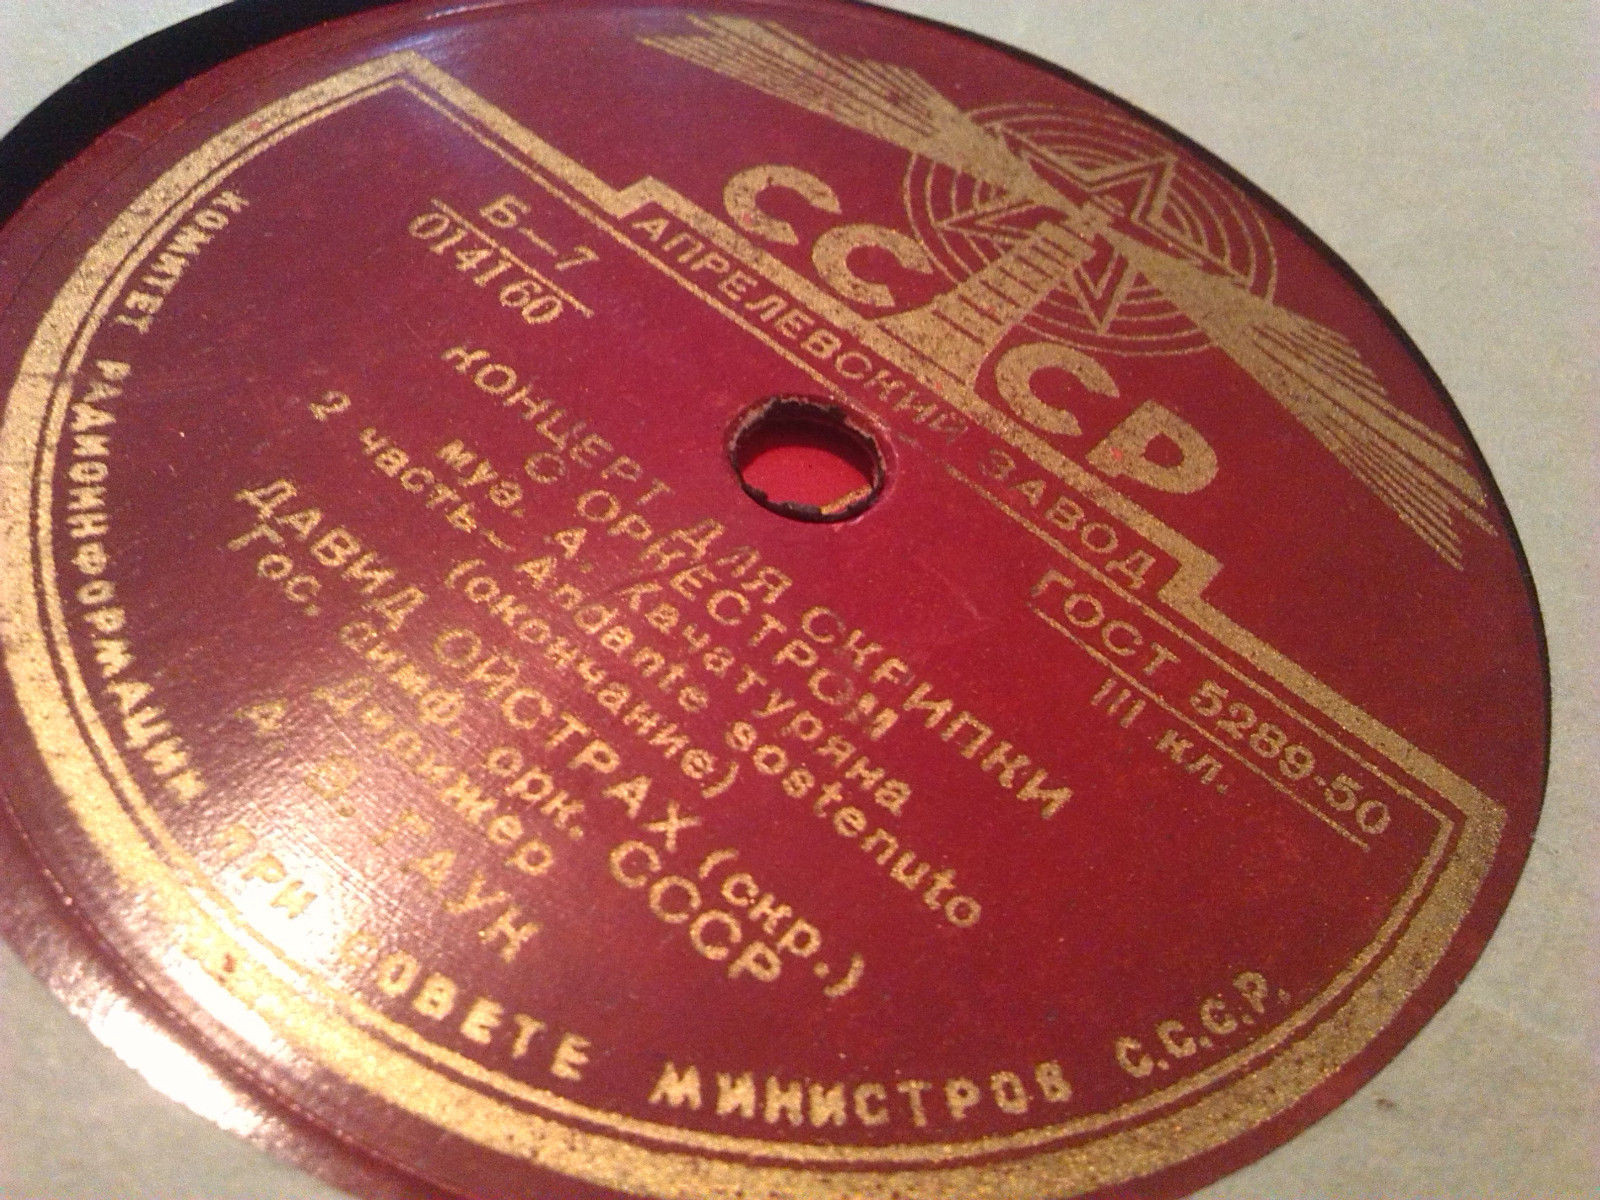 СССР
АПРЕЛЕВСКИЙ ЗАВОД
Б—7
014160
ГОСТ 5289-50
III кл.
КОНЦЕРТ ДЛЯ СКРИПКИ
С ОРКЕСТРОМ
муз. А. Хачатуряна
2 часть—Andante sostenuto
(окончание)
ДАВИД ОЙСТРАХ (скр.)
Гос. симф. орк. СССР
Дирижер
А. В. ГАУК
КОМИТЕТ РАДИОИНФОРМАЦИИ ПРИ СОВЕТЕ МИНИСТРОВ С.С.С.Р.